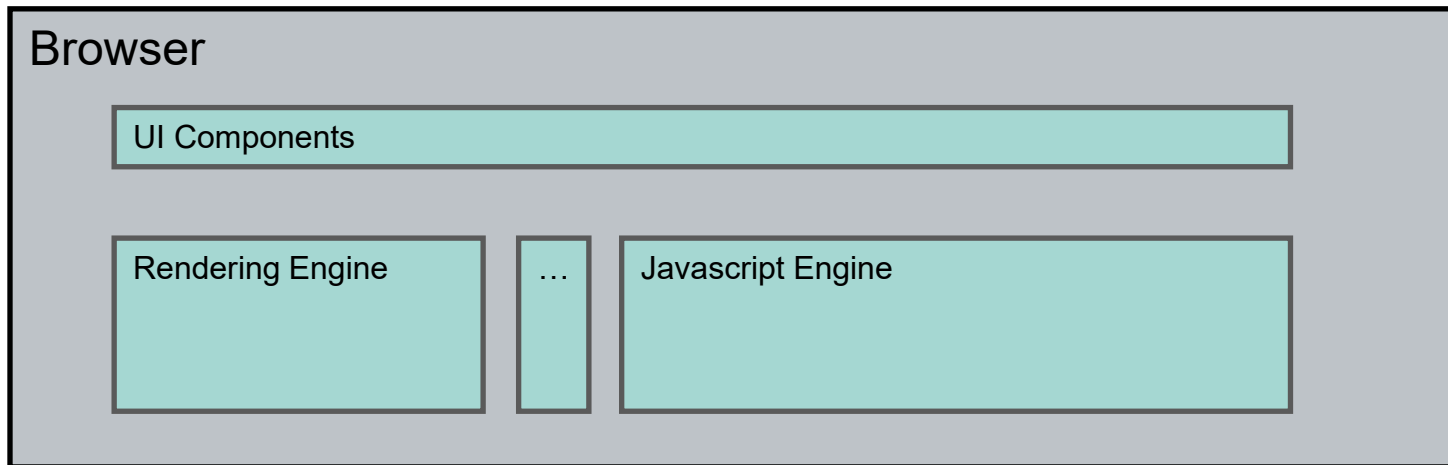 Browser
UI Components
Rendering Engine
…
Javascript Engine